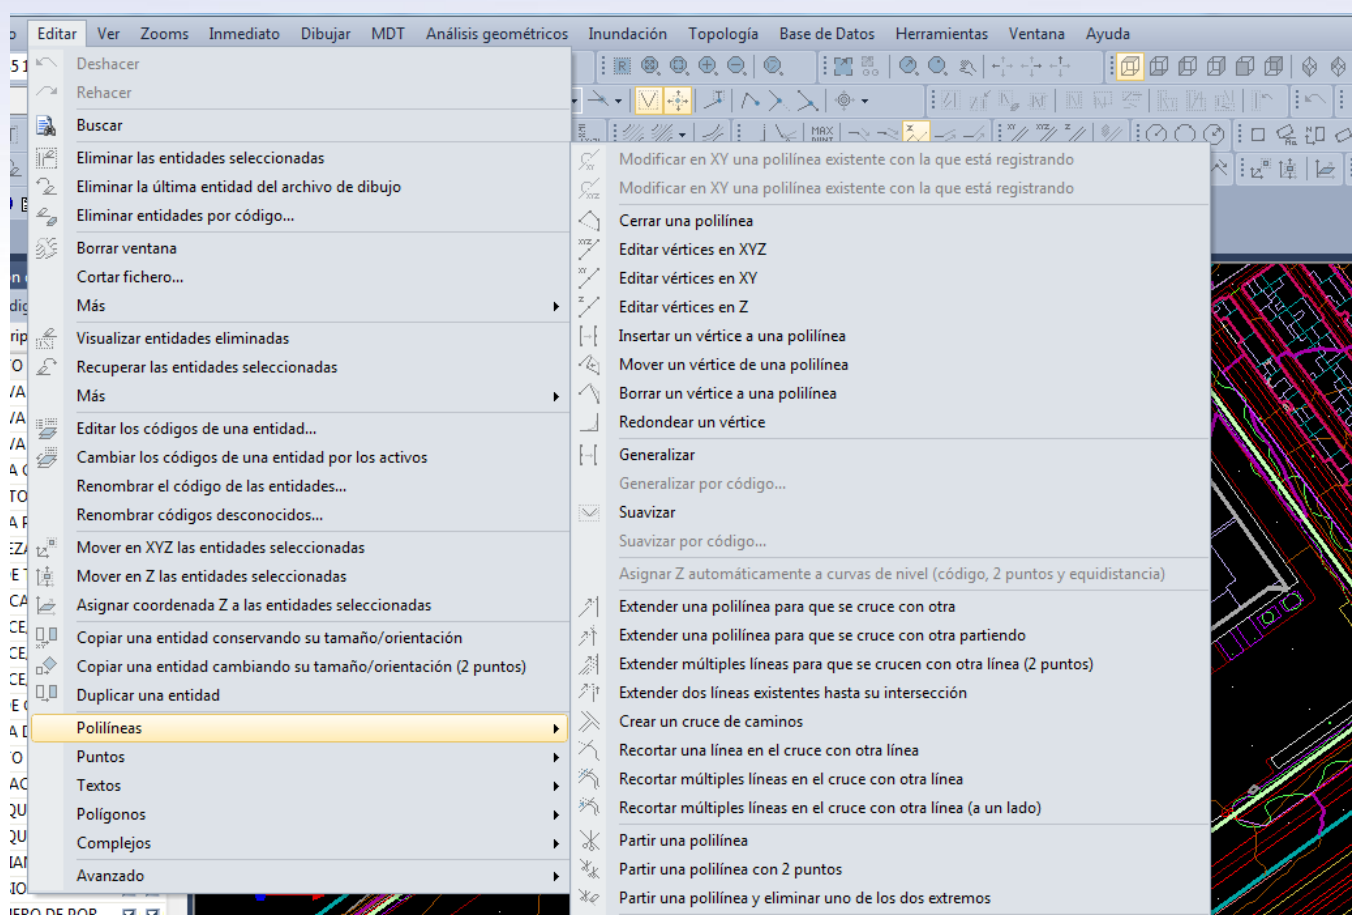 Editar Ver Zooms Inmediato Dibujar MDT Análisis geométricos Inundación Topología Base de Datos Herramientas Ventana Ayuda
Deshacer
Rehacer
Buscar
Eliminar las entidades seleccionadas
Eliminar la última entidad del archivo de dibujo
Eliminar entidades por código...
Borrar ventana
Cortar fichero...
Más
Visualizar entidades eliminadas
Recuperar las entidades seleccionadas
Más
Editar los códigos de una entidad...
Cambiar los códigos de una entidad por los activos
Renombrar el código de las entidades...
Renombrar códigos desconocidos...
Mover en XYZ las entidades seleccionadas
Mover en Z las entidades seleccionadas
Asignar coordenada Z a las entidades seleccionadas
Copiar una entidad conservando su tamaño/orientación
Copiar una entidad cambiando su tamaño/orientación (2 puntos)
Duplicar una entidad
Polilíneas
Puntos
Textos
Polígonos
Complejos
Avanzado
Modificar en XY una polilínea existente con la que está registrando
Modificar en XY una polilínea existente con la que está registrando
Cerrar una polilínea
Editar vértices en XYZ
Editar vértices en XY
Editar vértices en Z
Insertar un vértice a una polilínea
Mover un vértice de una polilínea
Borrar un vértice a una polilínea
Redondear un vértice
Generalizar
Generalizar por código...
Suavizar
Suavizar por código...
Asignar Z automáticamente a curvas de nivel (código, 2 puntos y equidistancia)
Extender una polilínea para que se cruce con otra
Extender una polilínea para que se cruce con otra partiendo
Extender múltiples líneas para que se crucen con otra línea (2 puntos)
Extender dos líneas existentes hasta su intersección
Crear un cruce de caminos
Recortar una línea en el cruce con otra línea
Recortar múltiples líneas en el cruce con otra línea
Recortar múltiples líneas en el cruce con otra línea (a un lado)
Partir una polilínea
Partir una polilínea con 2 puntos
Partir una polilínea y eliminar uno de los dos extremos